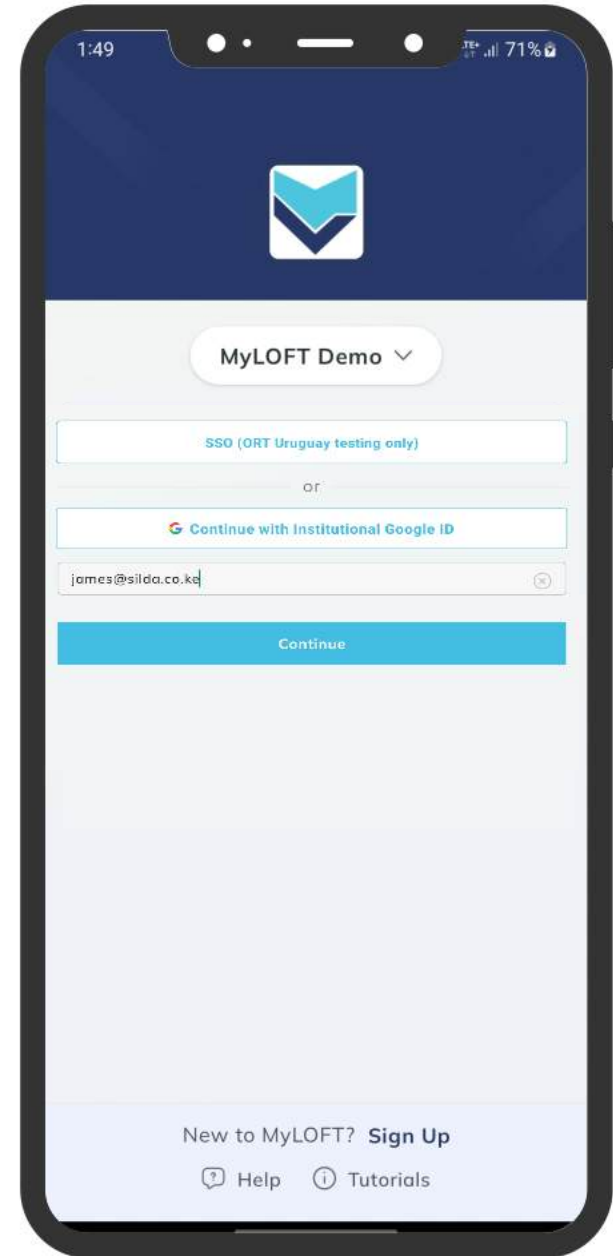 1:49 71%
MyLOFT Demo
SSO (ORT Uruguay testing only)
or
Continue with Institutional Google ID
james@silda.co.ke
Continue
New to MyLOFT? Sign Up
Help Tutorials